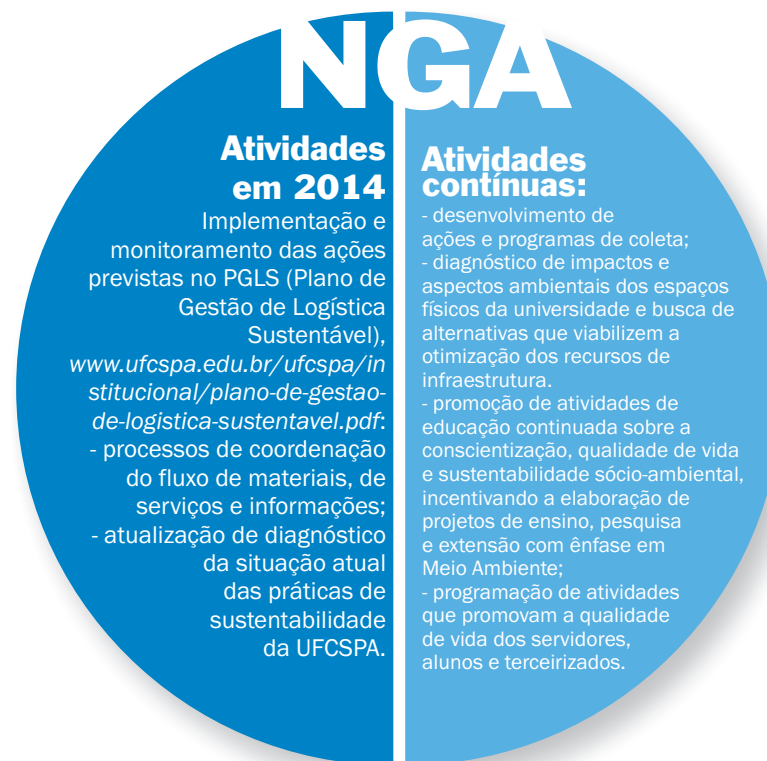 NGA
Atividades
em 2014
Implementação e
monitoramento das ações
previstas no PGLS (Plano de
Gestão de Logística
Sustentável),
www.ufcspa.edu.br/ufcspa/in
stitucional/plano-de-gestao-
de-logistica-sustentavel.pdf:
- processos de coordenação
do fluxo de materiais, de
serviços e informações;
- atualização de diagnóstico
da situação atual
das práticas de
sustentabilidade
da UFCSPA.
Atividades
contínuas:
- desenvolvimento de
ações e programas de coleta;
- diagnóstico de impactos e
aspectos ambientais dos espaços
físicos da universidade e busca de
alternativas que viabilizem a
otimização dos recursos de
infraestrutura.
- promoção de atividades de
educação continuada sobre a
conscientização, qualidade de vida
e sustentabilidade sócio-ambiental,
incentivando a elaboração de
projetos de ensino, pesquisa
e extensão com ênfase em
Meio Ambiente;
- programação de atividades
que promovam a qualidade
de vida dos servidores,
alunos e terceirizados.